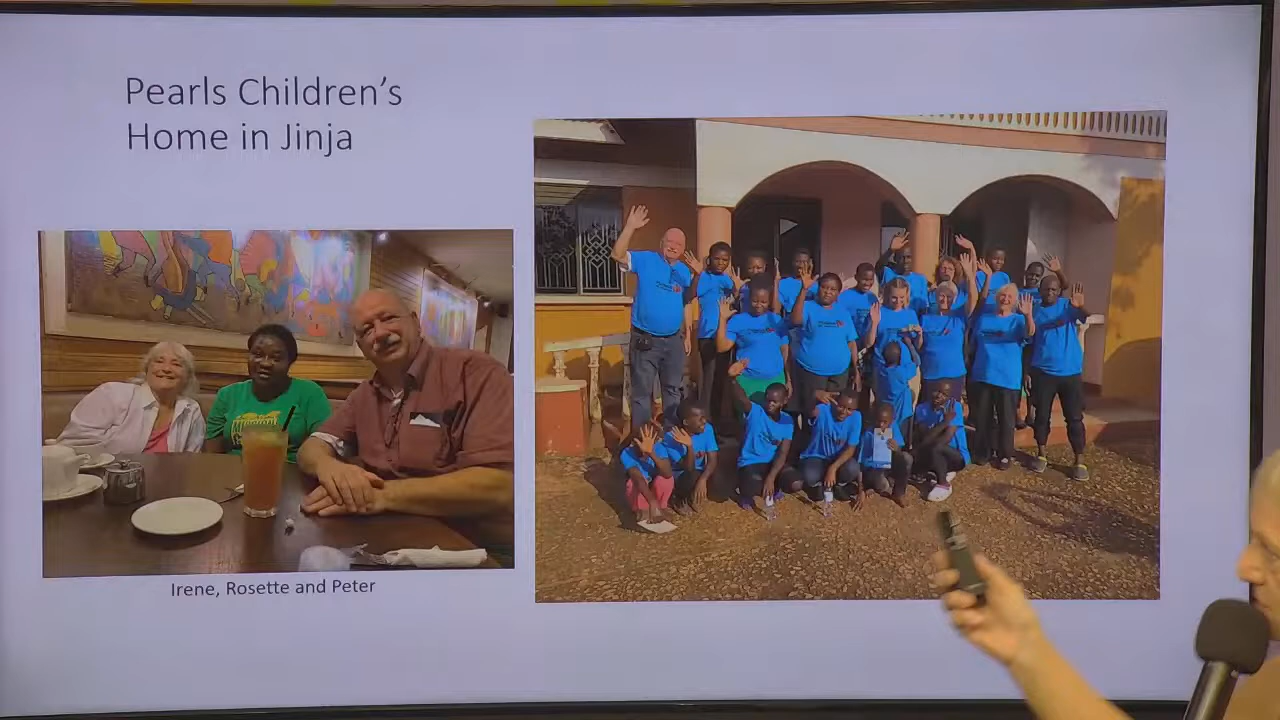 Pearls Children's
Home in Jinja
Irene, Rosette and Peter